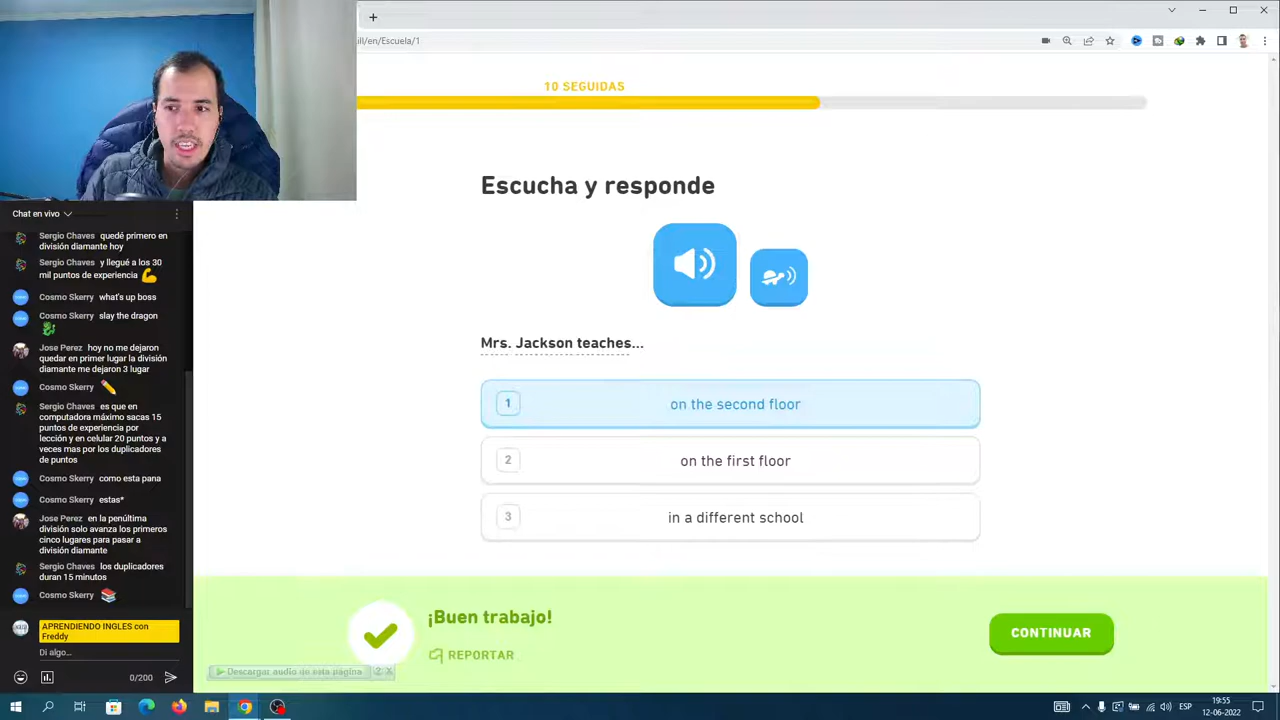 ill/en/Escuela/1
10 SEGUIDAS
Escucha y responde
Mrs. Jackson teaches...
1 on the second floor
2 on the first floor
3 in a different school
¡Buen trabajo!
REPORTAR
CONTINUAR
Descargar audio de esta página ? X
Chat en vivo
Sergio Chaves quedé primero en
división diamante hoy
Sergio Chaves y llegué a los 30
mil puntos de experiencia 💪
Cosmo Skerry what's up boss
Cosmo Skerry slay the dragon
🐉
Jose Perez hoy no me dejaron
quedar en primer lugar la división
diamante me dejaron 3 lugar
Cosmo Skerry ✏️
Sergio Chaves es que en
computadora máximo sacas 15
puntos de experiencia por
lección y en celular 20 puntos y a
veces mas por los duplicadores
de puntos
Cosmo Skerry como esta pana
Cosmo Skerry estas*
Jose Perez en la penúltima
división solo avanza los primeros
cinco lugares para pasar a
división diamante
Sergio Chaves los duplicadores
duran 15 minutos
Cosmo Skerry 📚
APRENDIENDO INGLES con
Freddy
Di algo...
0/200
ESP
19:55
12-06-2022